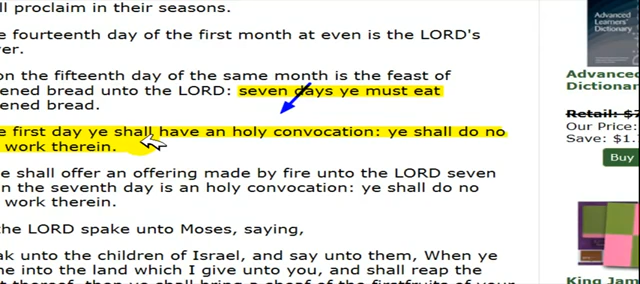 ll proclaim in their seasons.
e fourteenth day of the first month at even is the LORD'S
ver.
on the fifteenth day of the same month is the feast of
ened bread unto the LORD: seven days ye must eat
ened bread.
e first day ye shall have an holy convocation: ye shall do no
work therein.
e shall offer an offering made by fire unto the LORD seven
n the seventh day is an holy convocation: ye shall do no
work therein.
the LORD spake unto Moses, saying,
ak unto the children of Israel, and say unto them, When ye
me into the land which I give unto you, and shall reap the
Advanced
Learner's
Dictionary
Advanced
Dictionary
Retail: $7
Our Price:
Save: $1.
Buy
King Jam